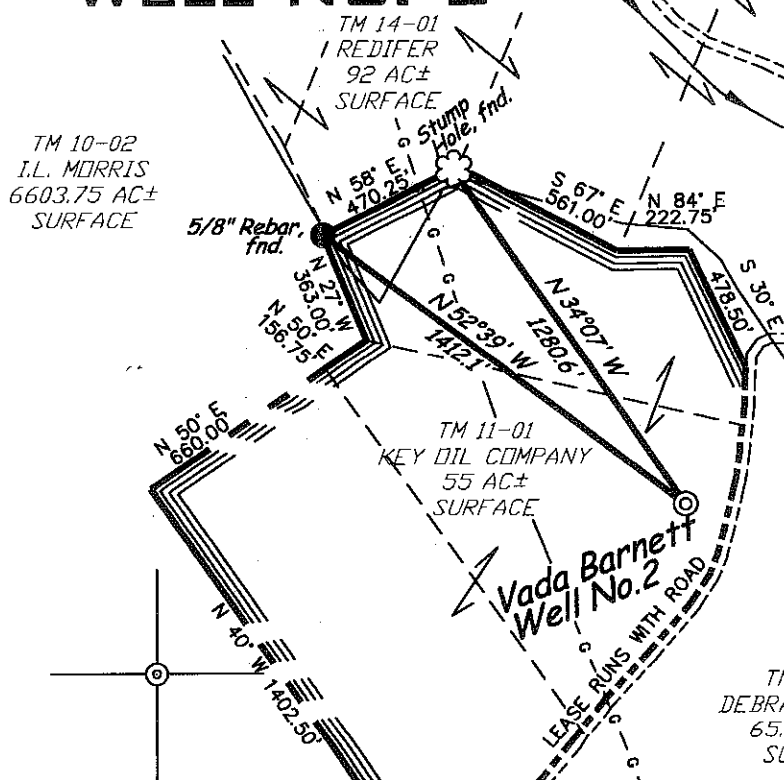 TM 14-01
REDIFER
92 AC±
SURFACE
TM 10-02
I.L. MORRIS
6603.75 AC±
SURFACE
Stump
Hole, fnd.
N 58° E
470.25'
S 67° E
561.00'
N 84° E
222.75'
5/8" Rebar,
fnd.
G
G
G
S 30° E
478.50'
N 27° W
363.00'
N 50° E
156.75
N 52°39' W
1412.1'
N 34°07' W
1280.6'
N 50° E
660.00'
TM 11-01
KEY OIL COMPANY
55 AC±
SURFACE
Vada Barnett
Well No.2
LEASE RUNS WITH ROAD
N 40° W 1402.50'
G
G
G
DEBRA
65.